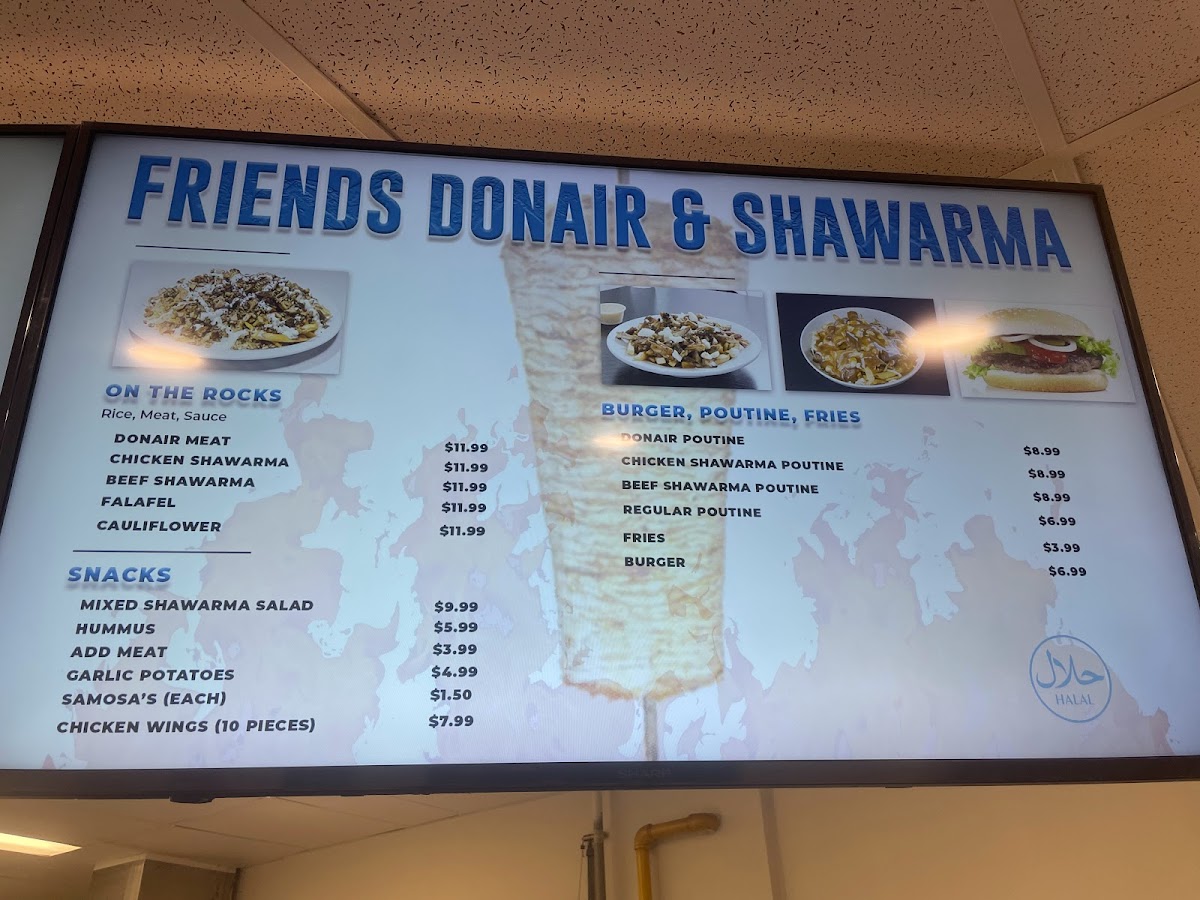 FRIENDS DONAIR & SHAWARMA
ON THE ROCKS
Rice, Meat, Sauce
DONAIR MEAT $11.99
CHICKEN SHAWARMA $11.99
BEEF SHAWARMA $11.99
FALAFEL $11.99
CAULIFLOWER $11.99
SNACKS
MIXED SHAWARMA SALAD $9.99
HUMMUS $5.99
ADD MEAT $3.99
GARLIC POTATOES $4.99
SAMOSA'S (EACH) $1.50
CHICKEN WINGS (10 PIECES) $7.99
BURGER, POUTINE, FRIES
DONAIR POUTINE $8.99
CHICKEN SHAWARMA POUTINE $8.99
BEEF SHAWARMA POUTINE $8.99
REGULAR POUTINE $6.99
FRIES $3.99
BURGER $6.99
حلال
HALAL
SHARP